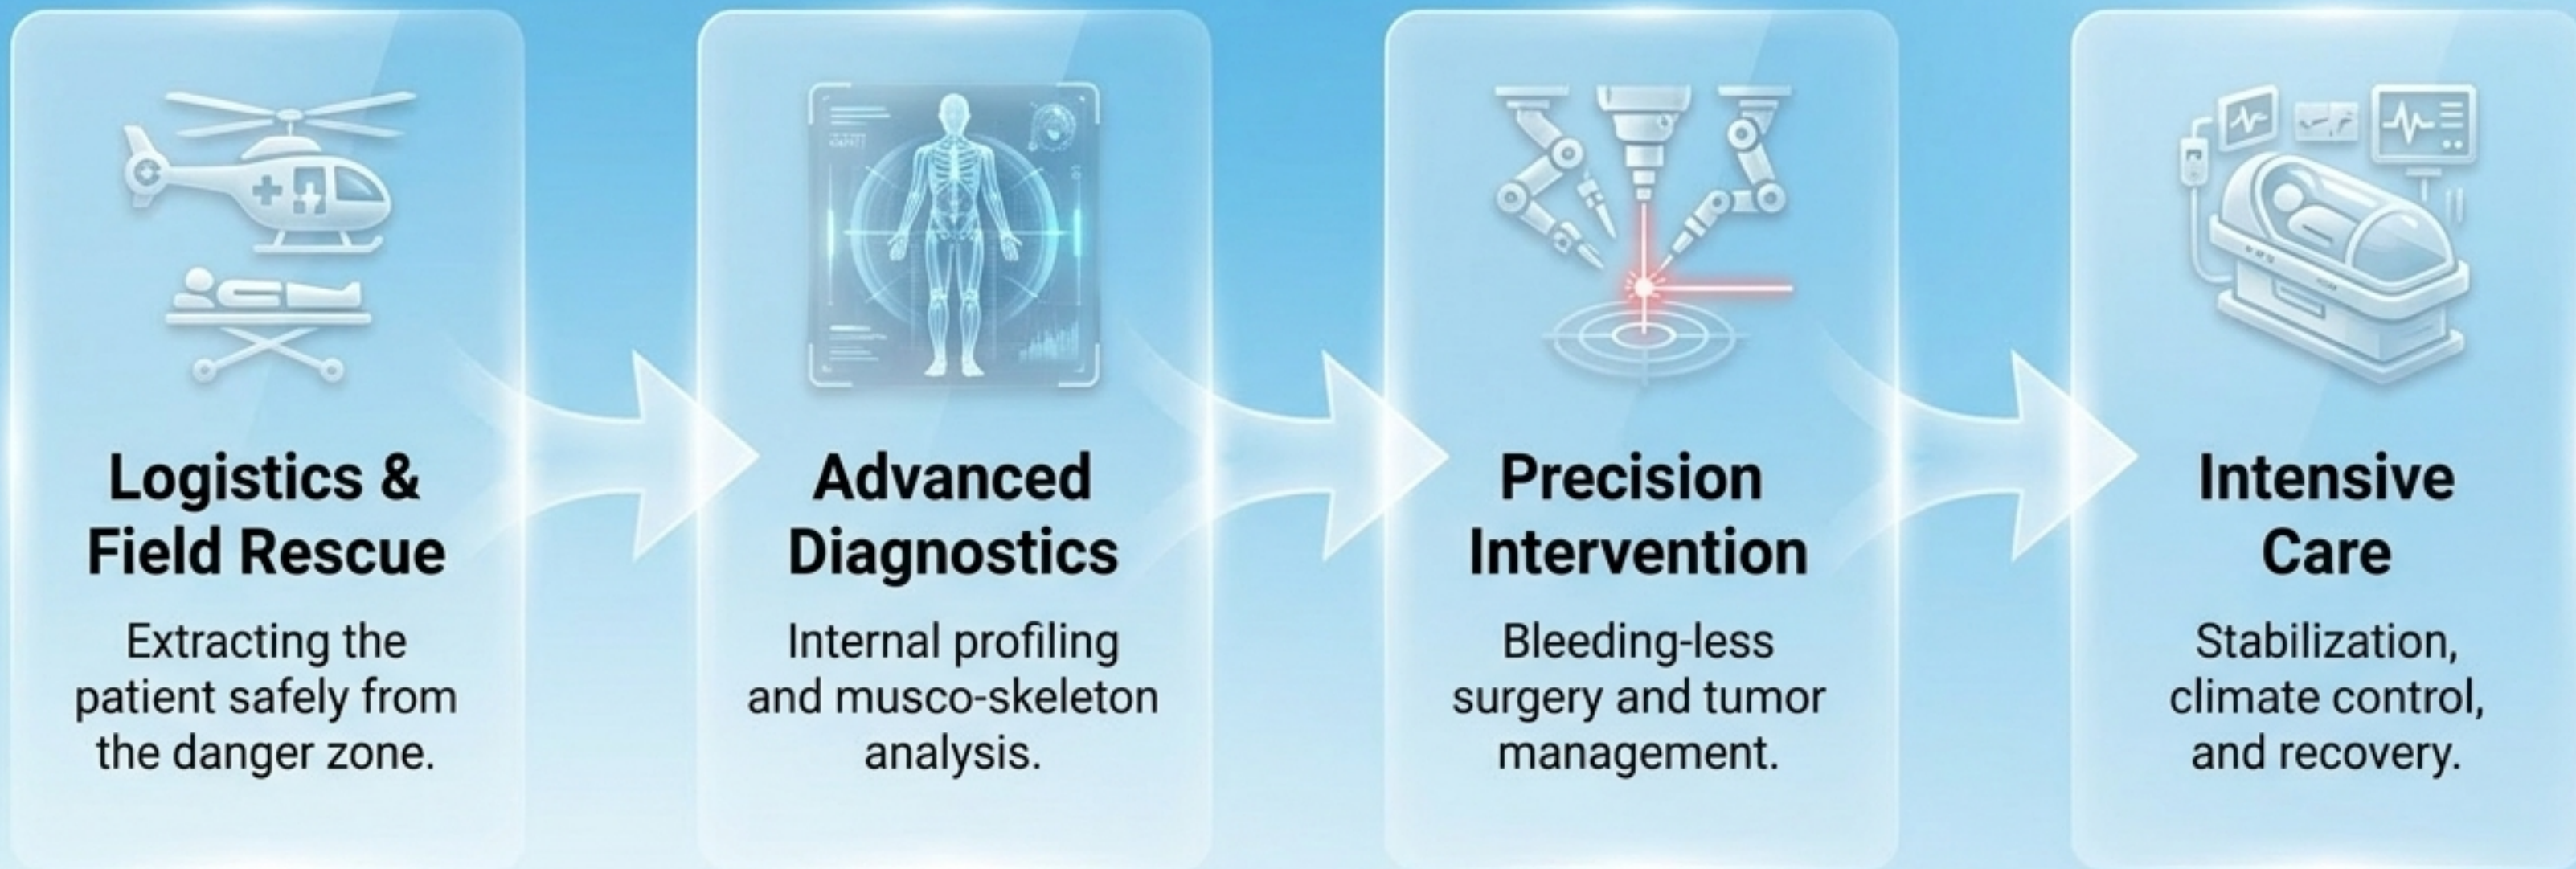 Logistics &
Field Rescue
Extracting the
patient safely from
the danger zone.
Advanced
Diagnostics
Internal profiling
and musco-skeleton
analysis.
Precision
Intervention
Bleeding-less
surgery and tumor
management.
Intensive
Care
Stabilization,
climate control,
and recovery.